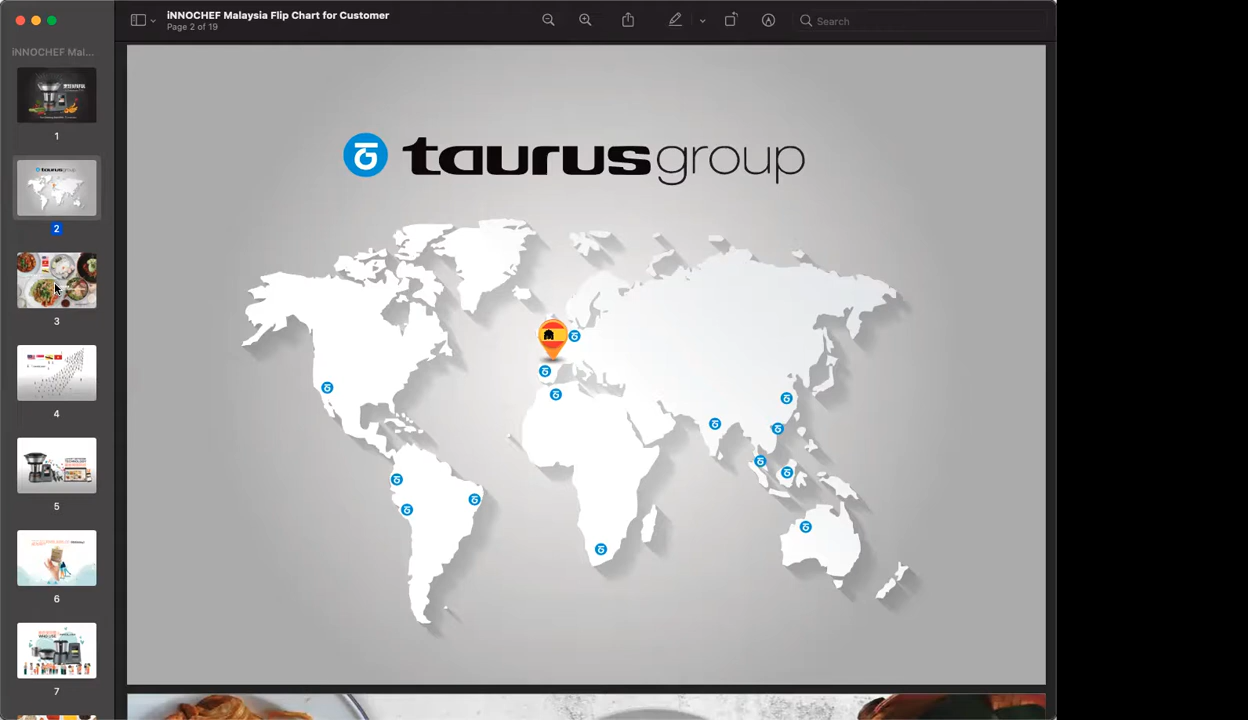 iNNOCHEF Malaysia Flip Chart for Customer
Page 2 of 19
Search
iNNOCHEF Mal...
1
2
3
4
5
6
7
taurusgroup